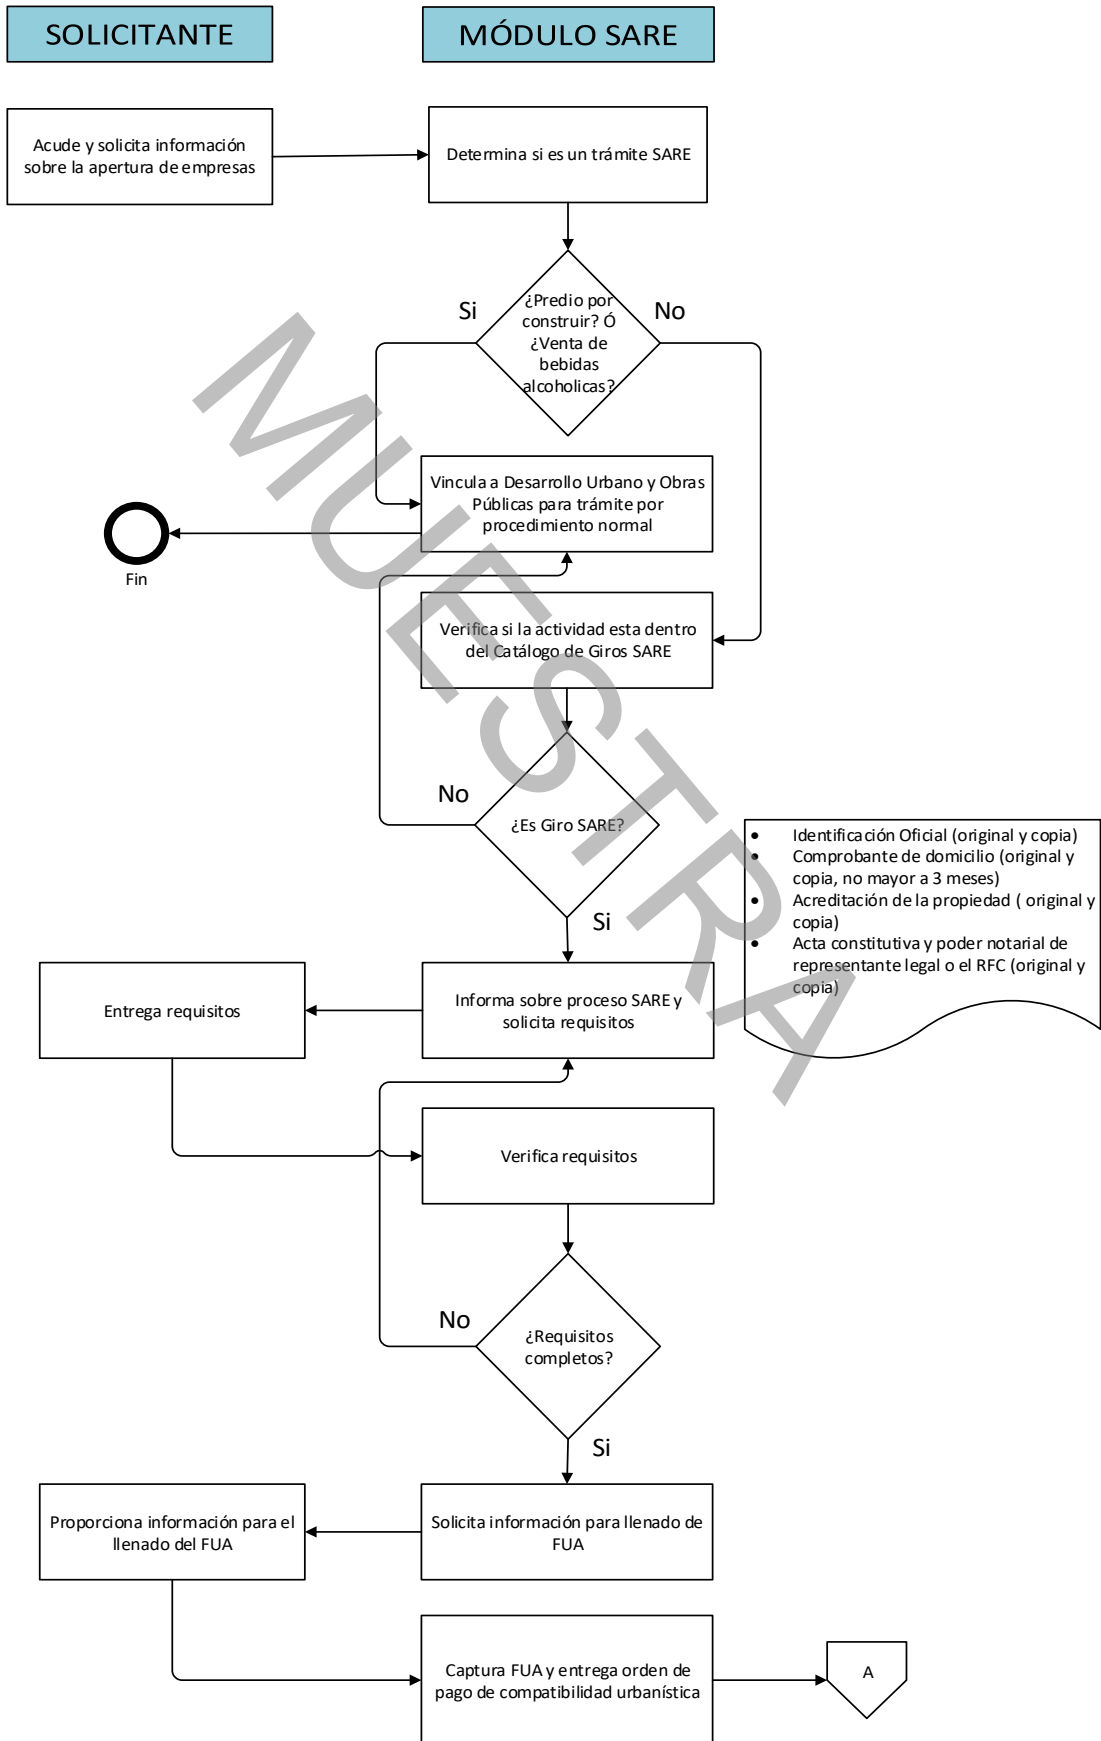 SOLICITANTE
MÓDULO SARE
Acude y solicita información
sobre la apertura de empresas
Determina si es un trámite SARE
Si
¿Predio por
construir? Ó
¿Venta de
bebidas
alcoholicas?
No
Vincula a Desarrollo Urbano y Obras
Públicas para trámite por
procedimiento normal
Fin
Verifica si la actividad esta dentro
del Catálogo de Giros SARE
No
¿Es Giro SARE?
Si
• Identificación Oficial (original y copia)
• Comprobante de domicilio (original y
copia, no mayor a 3 meses)
• Acreditación de la propiedad ( original y
copia)
• Acta constitutiva y poder notarial de
representante legal o el RFC (original y
copia)
Entrega requisitos
Informa sobre proceso SARE y
solicita requisitos
Verifica requisitos
No
¿Requisitos
completos?
Si
Proporciona información para el
llenado del FUA
Solicita información para llenado de
FUA
Captura FUA y entrega orden de
pago de compatibilidad urbanística
A
MUESTRA